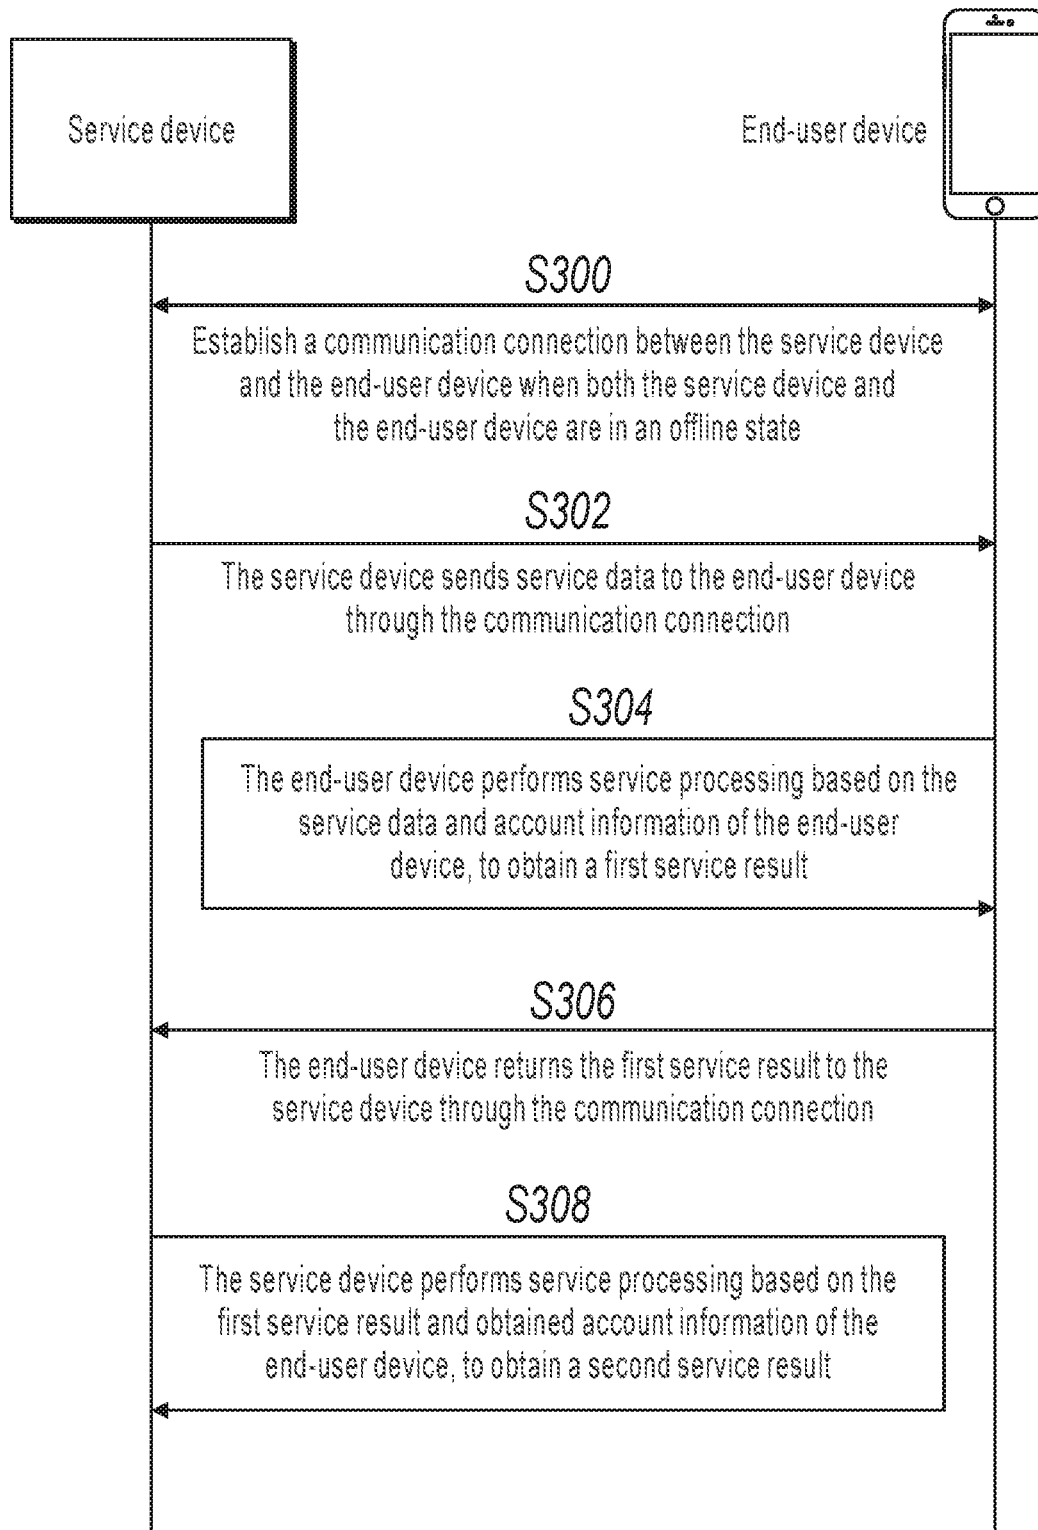 Service device
End-user device
S300
Establish a communication connection between the service device
and the end-user device when both the service device and
the end-user device are in an offline state
S302
The service device sends service data to the end-user device
through the communication connection
S304
The end-user device performs service processing based on the
service data and account information of the end-user
device, to obtain a first service result
S306
The end-user device returns the first service result to the
service device through the communication connection
S308
The service device performs service processing based on the
first service result and obtained account information of the
end-user device, to obtain a second service result